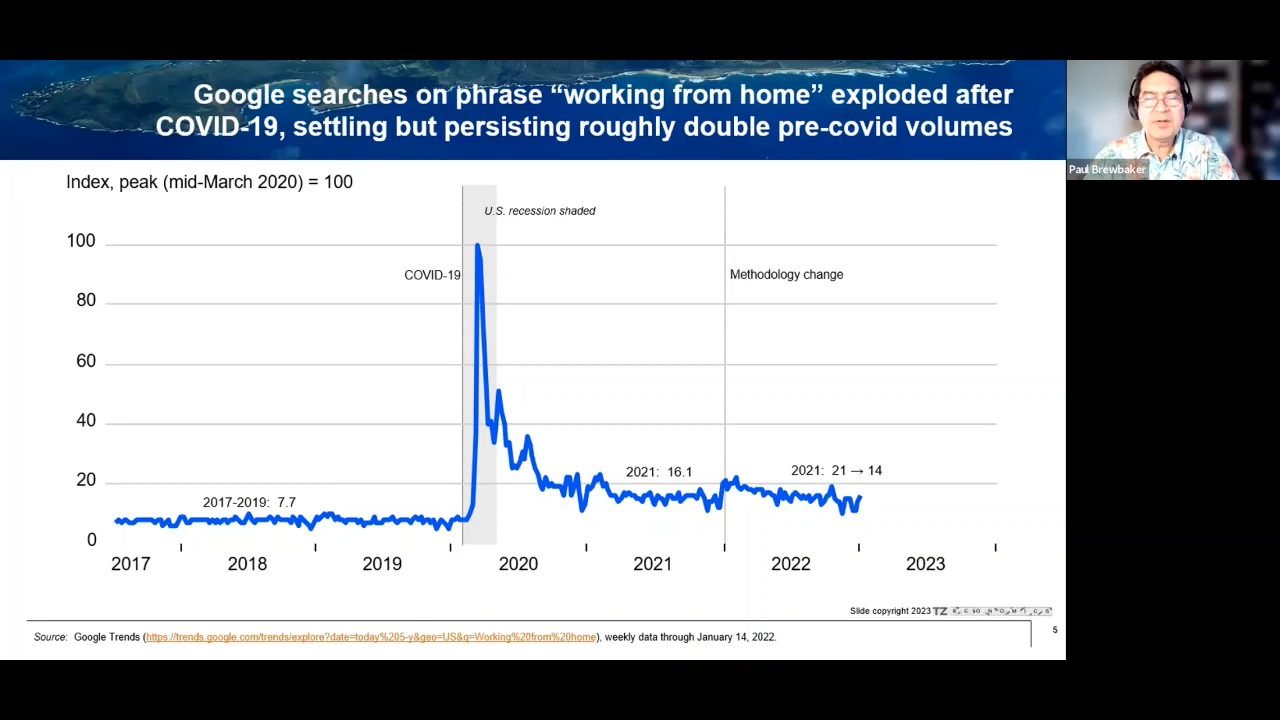 Google searches on phrase “working from home” exploded after
COVID-19, settling but persisting roughly double pre-covid volumes
Paul Brewbaker
Index, peak (mid-March 2020) = 100
U.S. recession shaded
100
COVID-19
Methodology change
80
60
40
20
2021: 16.1
2021: 21 → 14
2017-2019: 7.7
0
2017
2018
2019
2020
2021
2022
2023
Slide copyright 2023 TZ ECONOMICS
Source: Google Trends (https://trends.google.com/trends/explore?date=today%205-y&geo=US&q=Working%20from%20home), weekly data through January 14, 2022.
5